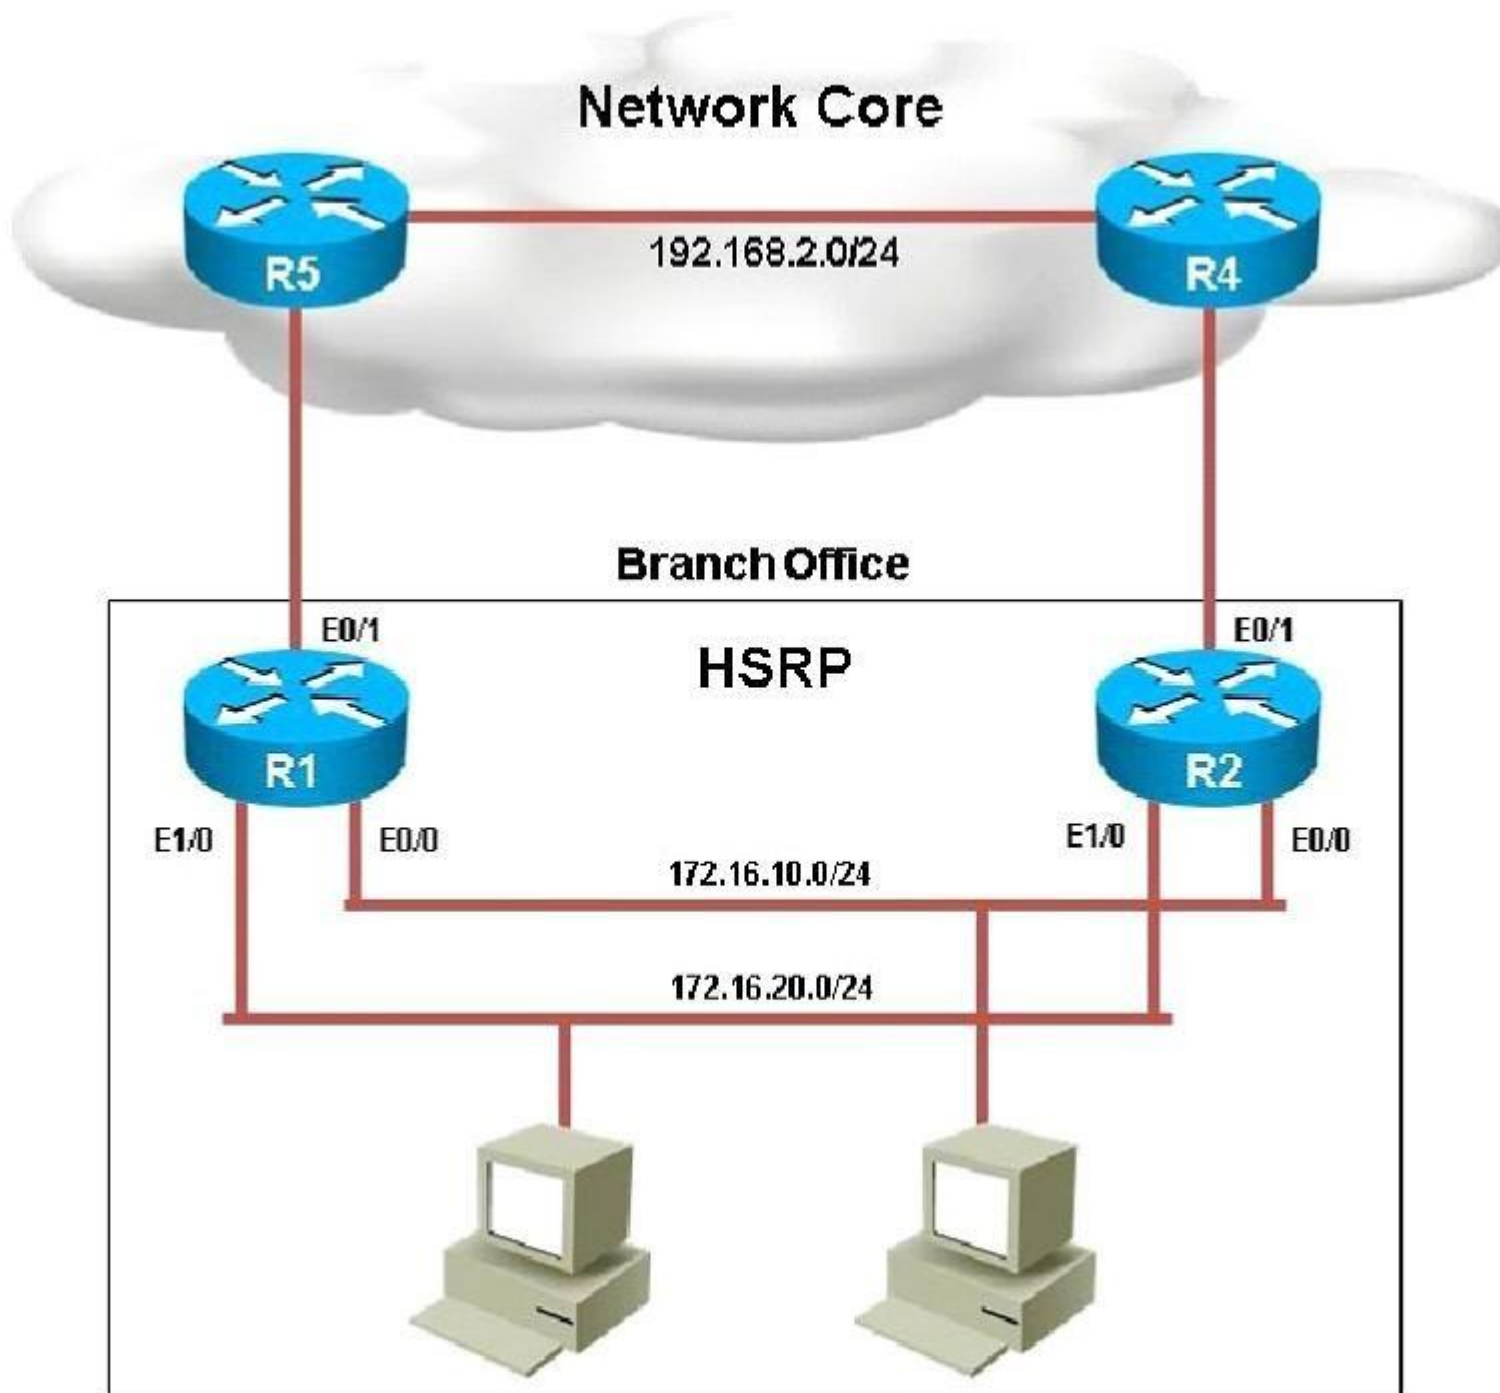 Network Core
R5
R4
192.168.2.0/24
Branch Office
E0/1
E0/1
HSRP
R1
R2
E1/0
E0/0
E1/0
E0/0
172.16.10.0/24
172.16.20.0/24